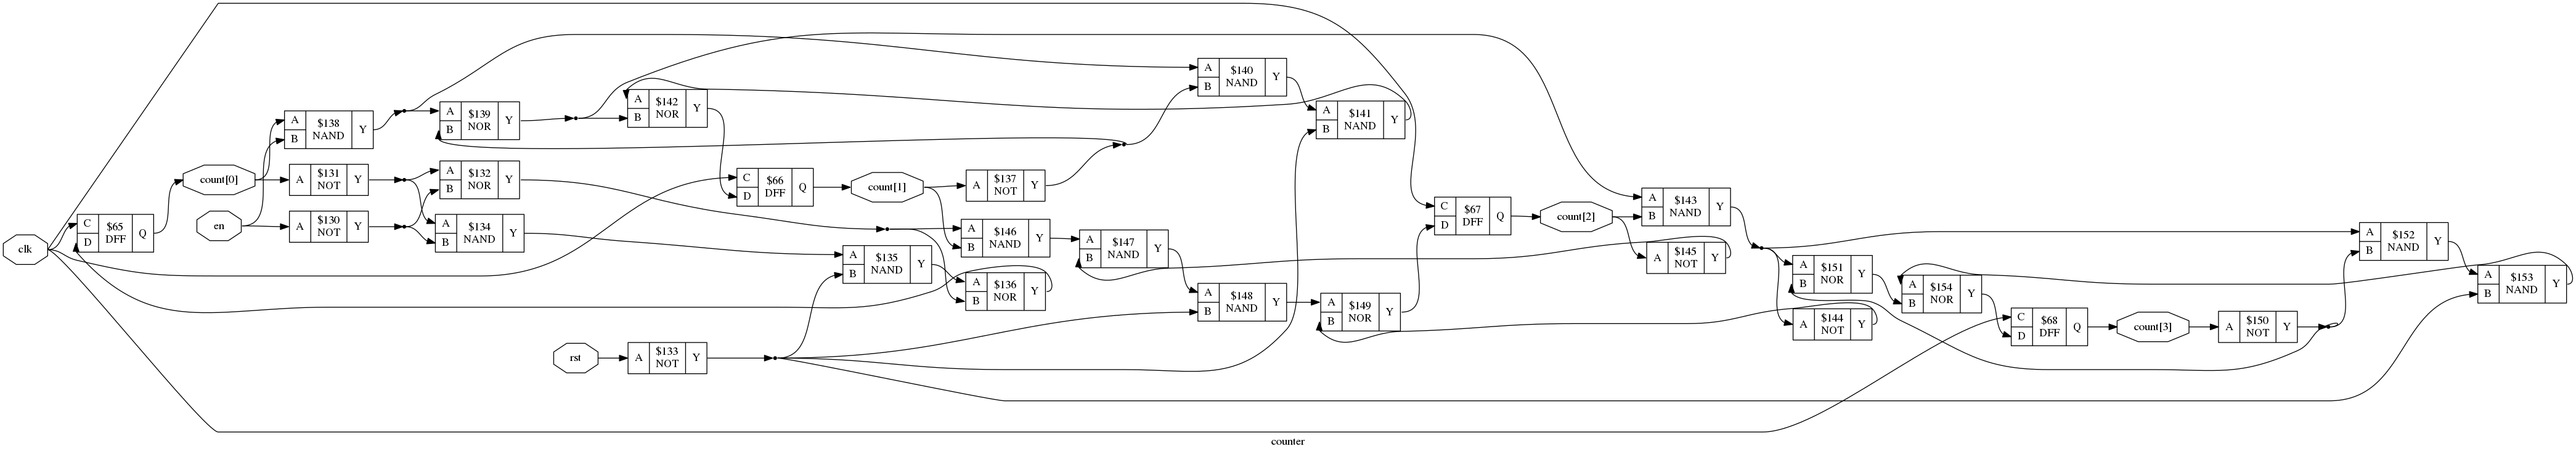 clk
C
D
$65
DFF
Q
count[0]
en
A
B
$138
NAND
Y
A
$131
NOT
Y
A
$130
NOT
Y
A
B
$139
NOR
Y
A
B
$132
NOR
Y
A
B
$134
NAND
Y
rst
A
$133
NOT
Y
A
B
$142
NOR
Y
C
D
$66
DFF
Q
count[1]
A
B
$135
NAND
Y
A
$137
NOT
Y
A
B
$146
NAND
Y
A
B
$136
NOR
Y
A
B
$147
NAND
Y
A
B
$140
NAND
Y
A
B
$148
NAND
Y
A
B
$141
NAND
Y
A
B
$149
NOR
Y
C
D
$67
DFF
Q
count[2]
A
B
$143
NAND
Y
A
$145
NOT
Y
A
B
$151
NOR
Y
A
$144
NOT
Y
A
B
$154
NOR
Y
C
D
$68
DFF
Q
count[3]
A
$150
NOT
Y
A
B
$152
NAND
Y
A
B
$153
NAND
Y
counter